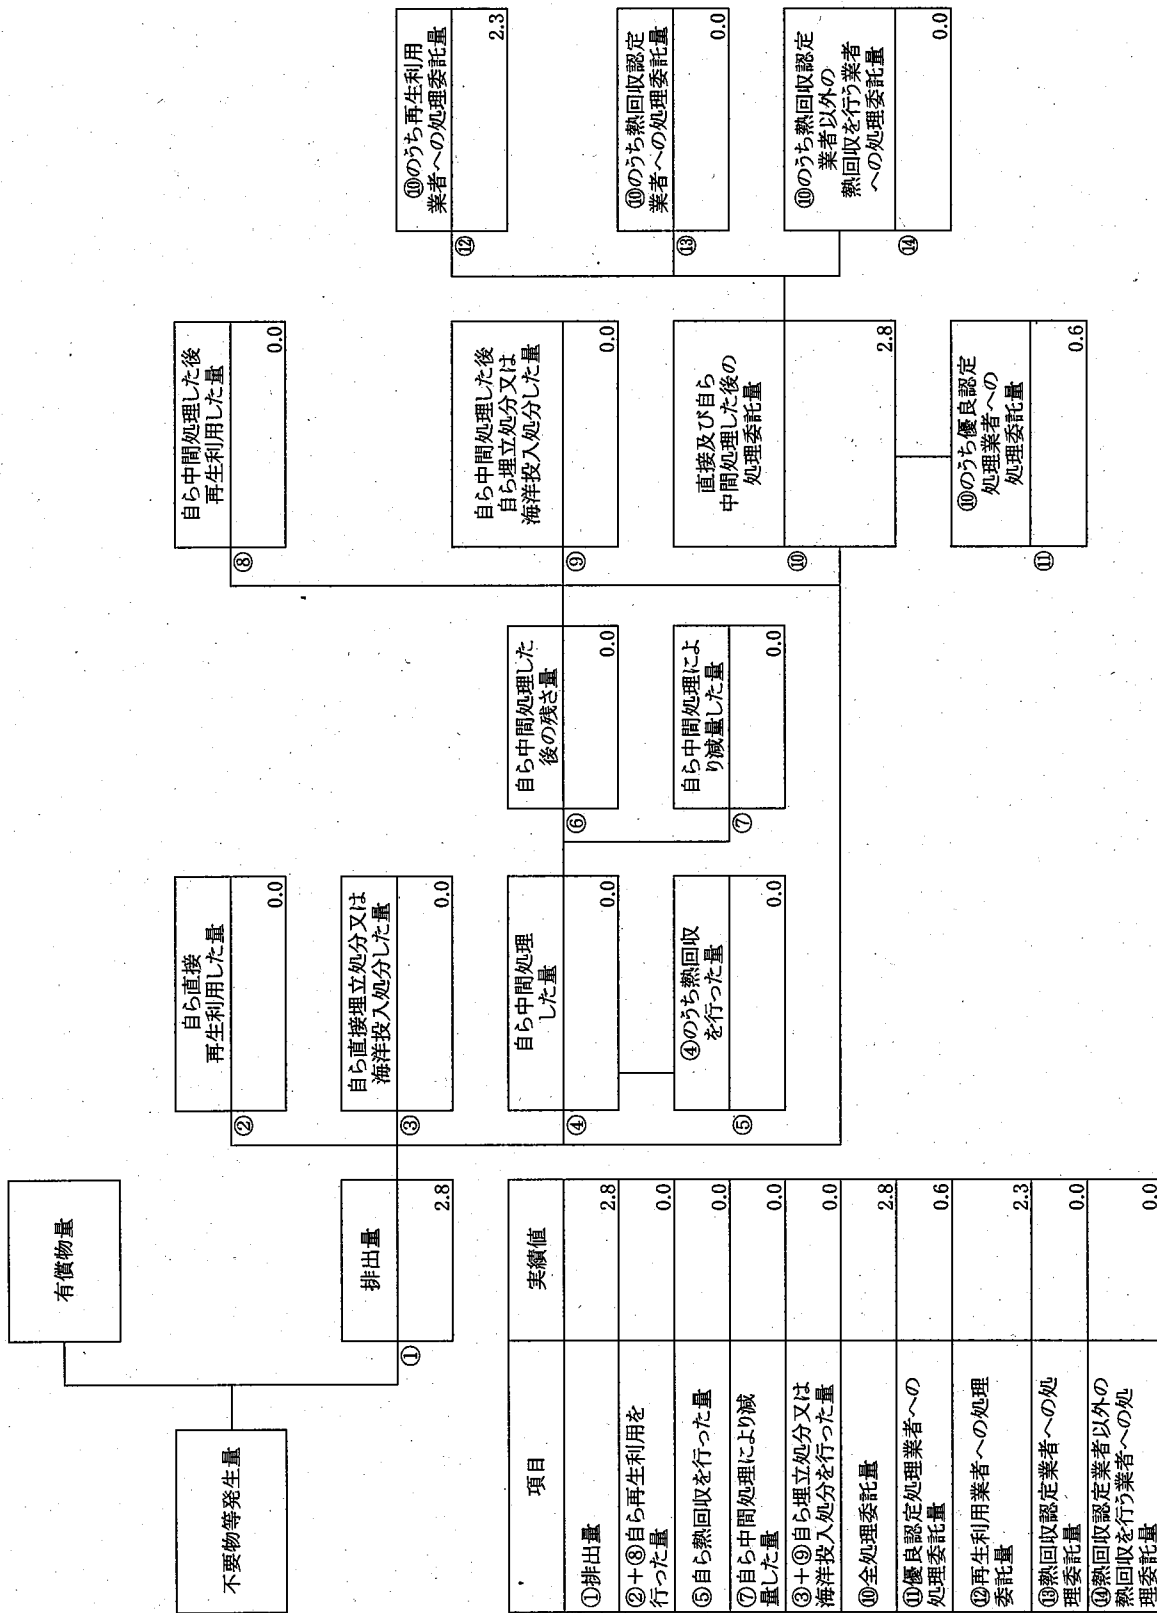 不要物等発生量
有償物量
①
排出量
2.8
②
自ら直接
再生利用した量
0.0
③
自ら直接埋立処分又は
海洋投入処分した量
0.0
④
自ら中間処理
した量
0.0
⑤
④のうち熱回収
を行った量
0.0
⑥
自ら中間処理した
後の残さ量
0.0
⑦
自ら中間処理によ
り減量した量
0.0
⑧
自ら中間処理した後
再生利用した量
0.0
⑨
自ら中間処理した後
自ら埋立処分又は
海洋投入処分した量
0.0
⑩
直接及び自ら
中間処理した後の
処理委託量
2.8
⑪
⑩のうち優良認定
処理業者への
処理委託量
0.6
⑫
⑩のうち再生利用
業者への処理委託量
2.3
⑬
⑩のうち熱回収認定
業者への処理委託量
0.0
⑭
⑩のうち熱回収認定
業者以外の
熱回収を行う業者
への処理委託量
0.0
項目 実績値
①排出量 2.8
②+⑧自ら再生利用を
行った量 0.0
⑤自ら熱回収を行った量 0.0
⑦自ら中間処理により減
量した量 0.0
③+⑨自ら埋立処分又は
海洋投入処分を行った量 0.0
⑩全処理委託量 2.8
⑪優良認定処理業者への
処理委託量 0.6
⑫再生利用業者への処理
委託量 2.3
⑬熱回収認定業者への処
理委託量 0.0
⑭熱回収認定業者以外の
熱回収を行う業者への処
理委託量 0.0